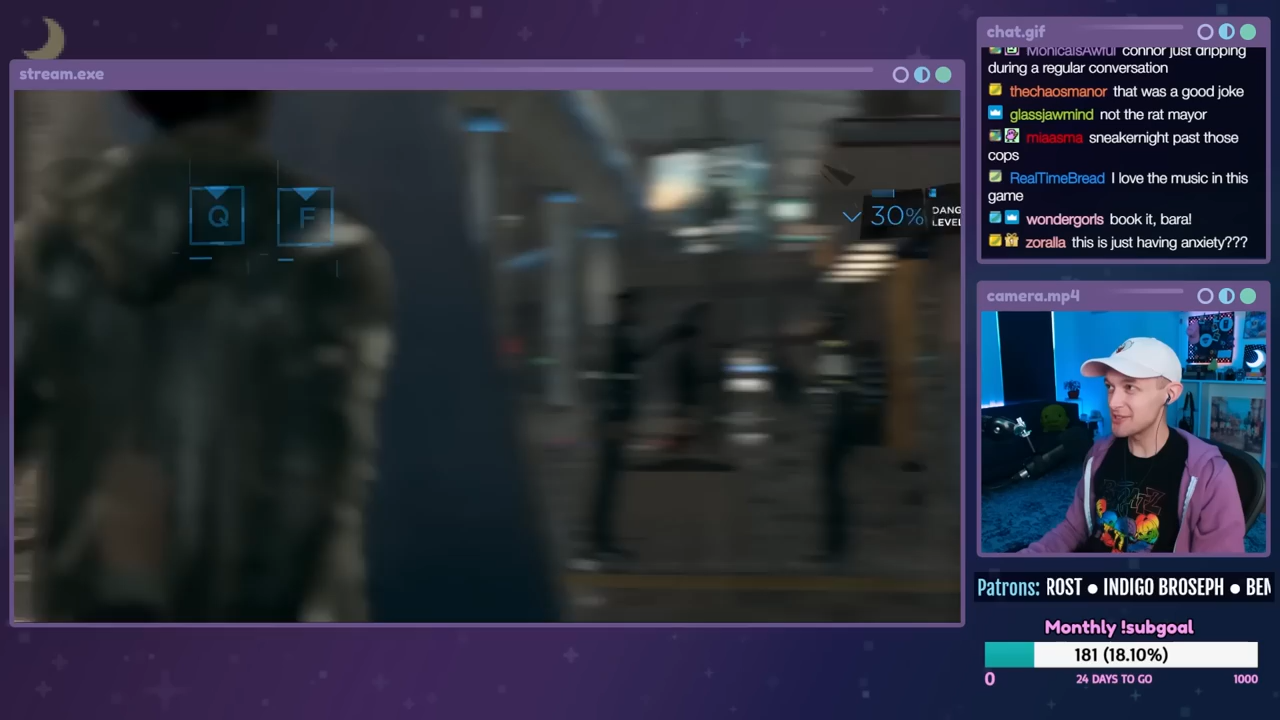 stream.exe
Q
F
30%
DANG
LEVEL
chat.gif
MonicaIsAwful connor just dripping
during a regular conversation
thechaosmanor that was a good joke
glassjawmind not the rat mayor
miaasma sneakernight past those
cops
RealTimeBread I love the music in this
game
wondergorls book it, bara!
zoralla this is just having anxiety???
camera.mp4
Patrons: ROST ● INDIGO BROSEPH ● BEN
Monthly !subgoal
181 (18.10%)
0 24 DAYS TO GO 1000